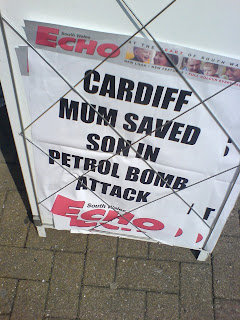 South Wales
ECHO
CARDIFF
MUM SAVED
SON IN
PETROL BOMB
ATTACK
South Wales
ECHO